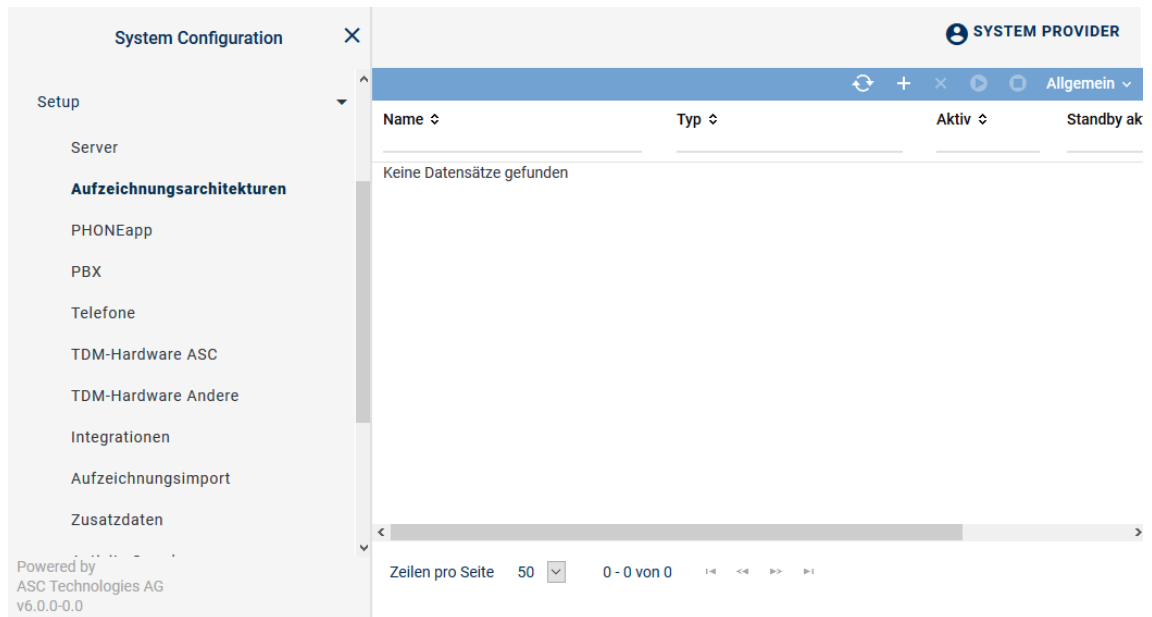 System Configuration
SYSTEM PROVIDER
Setup
Server
Aufzeichnungsarchitekturen
PHONEapp
PBX
Telefone
TDM-Hardware ASC
TDM-Hardware Andere
Integrationen
Aufzeichnungsimport
Zusatzdaten
Powered by
ASC Technologies AG
v6.0.0-0.0
Allgemein
Name Typ Aktiv Standby ak
Keine Datensätze gefunden
Zeilen pro Seite 50 0 - 0 von 0